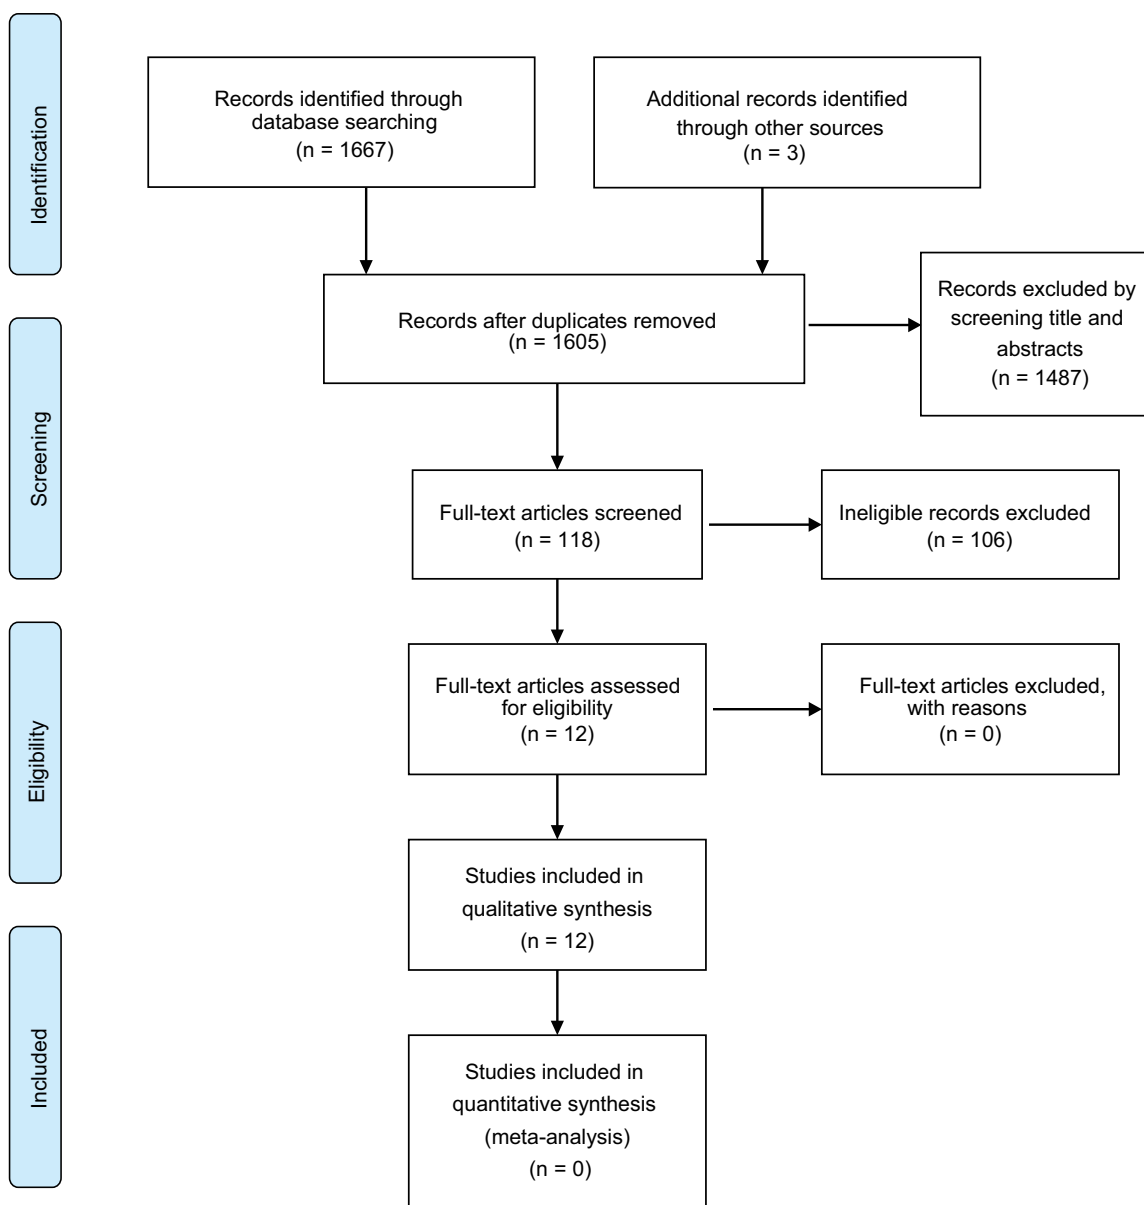 Identification
Records identified through
database searching
(n = 1667)
Additional records identified
through other sources
(n = 3)
Records after duplicates removed
(n = 1605)
Records excluded by
screening title and
abstracts
(n = 1487)
Screening
Full-text articles screened
(n = 118)
Ineligible records excluded
(n = 106)
Eligibility
Full-text articles assessed
for eligibility
(n = 12)
Full-text articles excluded,
with reasons
(n = 0)
Studies included in
qualitative synthesis
(n = 12)
Included
Studies included in
quantitative synthesis
(meta-analysis)
(n = 0)